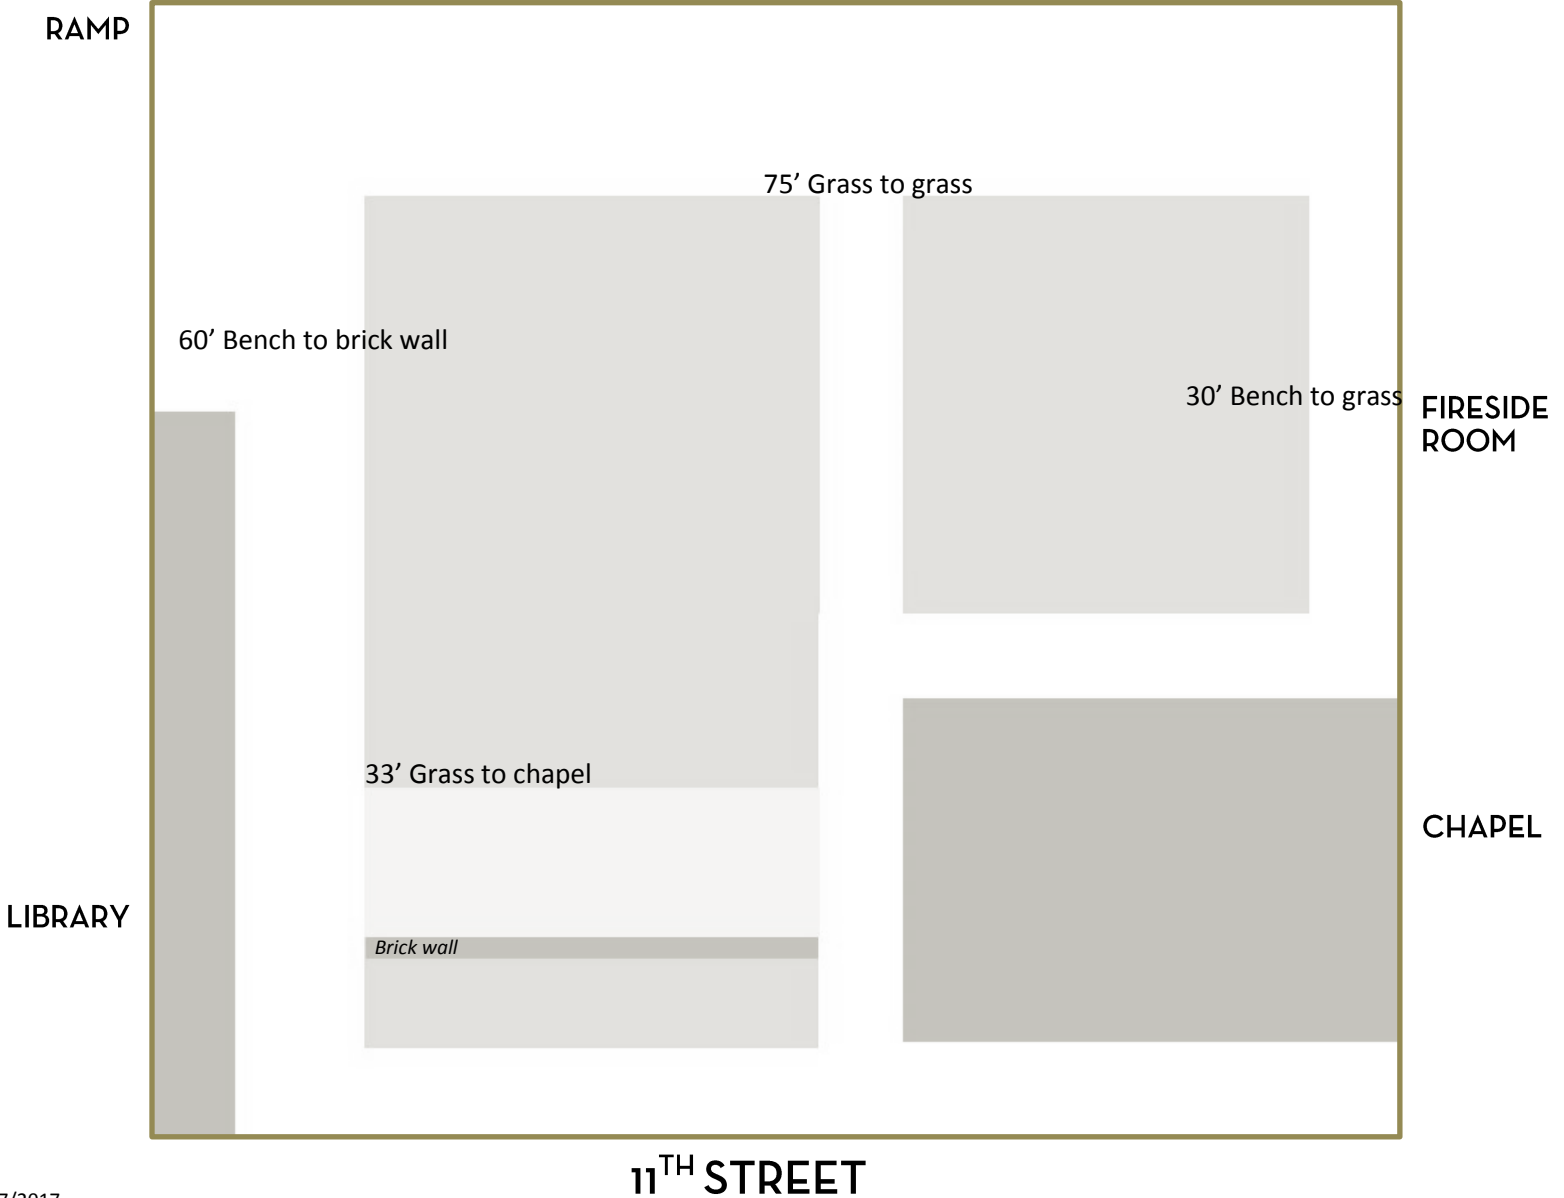 RAMP
75’ Grass to grass
60’ Bench to brick wall
30’ Bench to grass
FIRESIDE
ROOM
33’ Grass to chapel
CHAPEL
LIBRARY
Brick wall
11TH STREET